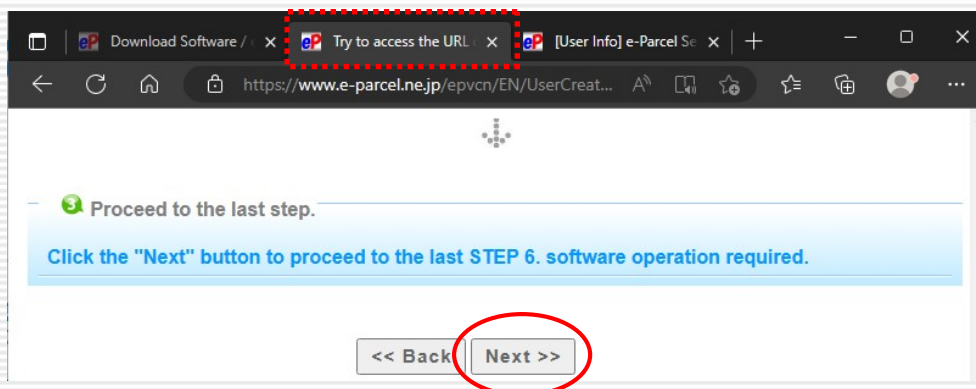 eP Download Software /
eP Try to access the URL
eP [User Info] e-Parcel Se
https://www.e-parcel.ne.jp/epvcn/EN/UserCreat...
3 Proceed to the last step.
Click the "Next" button to proceed to the last STEP 6. software operation required.
<< Back
Next >>